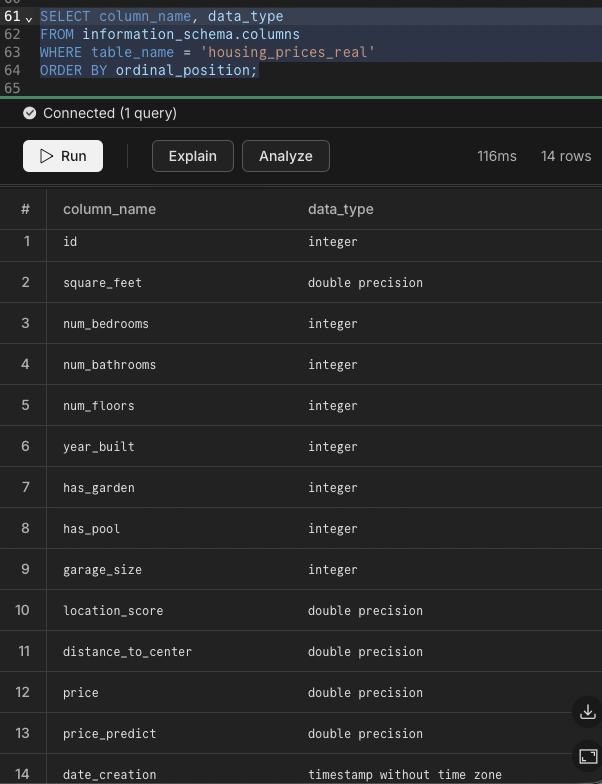 61 SELECT column_name, data_type
62 FROM information_schema.columns
63 WHERE table_name = 'housing_prices_real'
64 ORDER BY ordinal_position;
65
Connected (1 query)
Run Explain Analyze 116ms 14 rows
# column_name data_type
1 id integer
2 square_feet double precision
3 num_bedrooms integer
4 num_bathrooms integer
5 num_floors integer
6 year_built integer
7 has_garden integer
8 has_pool integer
9 garage_size integer
10 location_score double precision
11 distance_to_center double precision
12 price double precision
13 price_predict double precision
14 date_creation timestamp without time zone